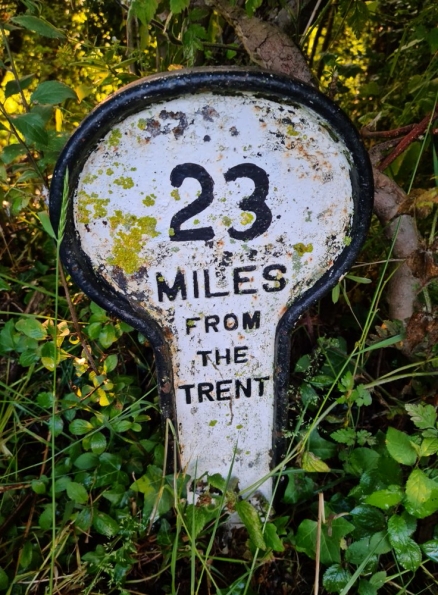 23
MILES
FROM
THE
TRENT